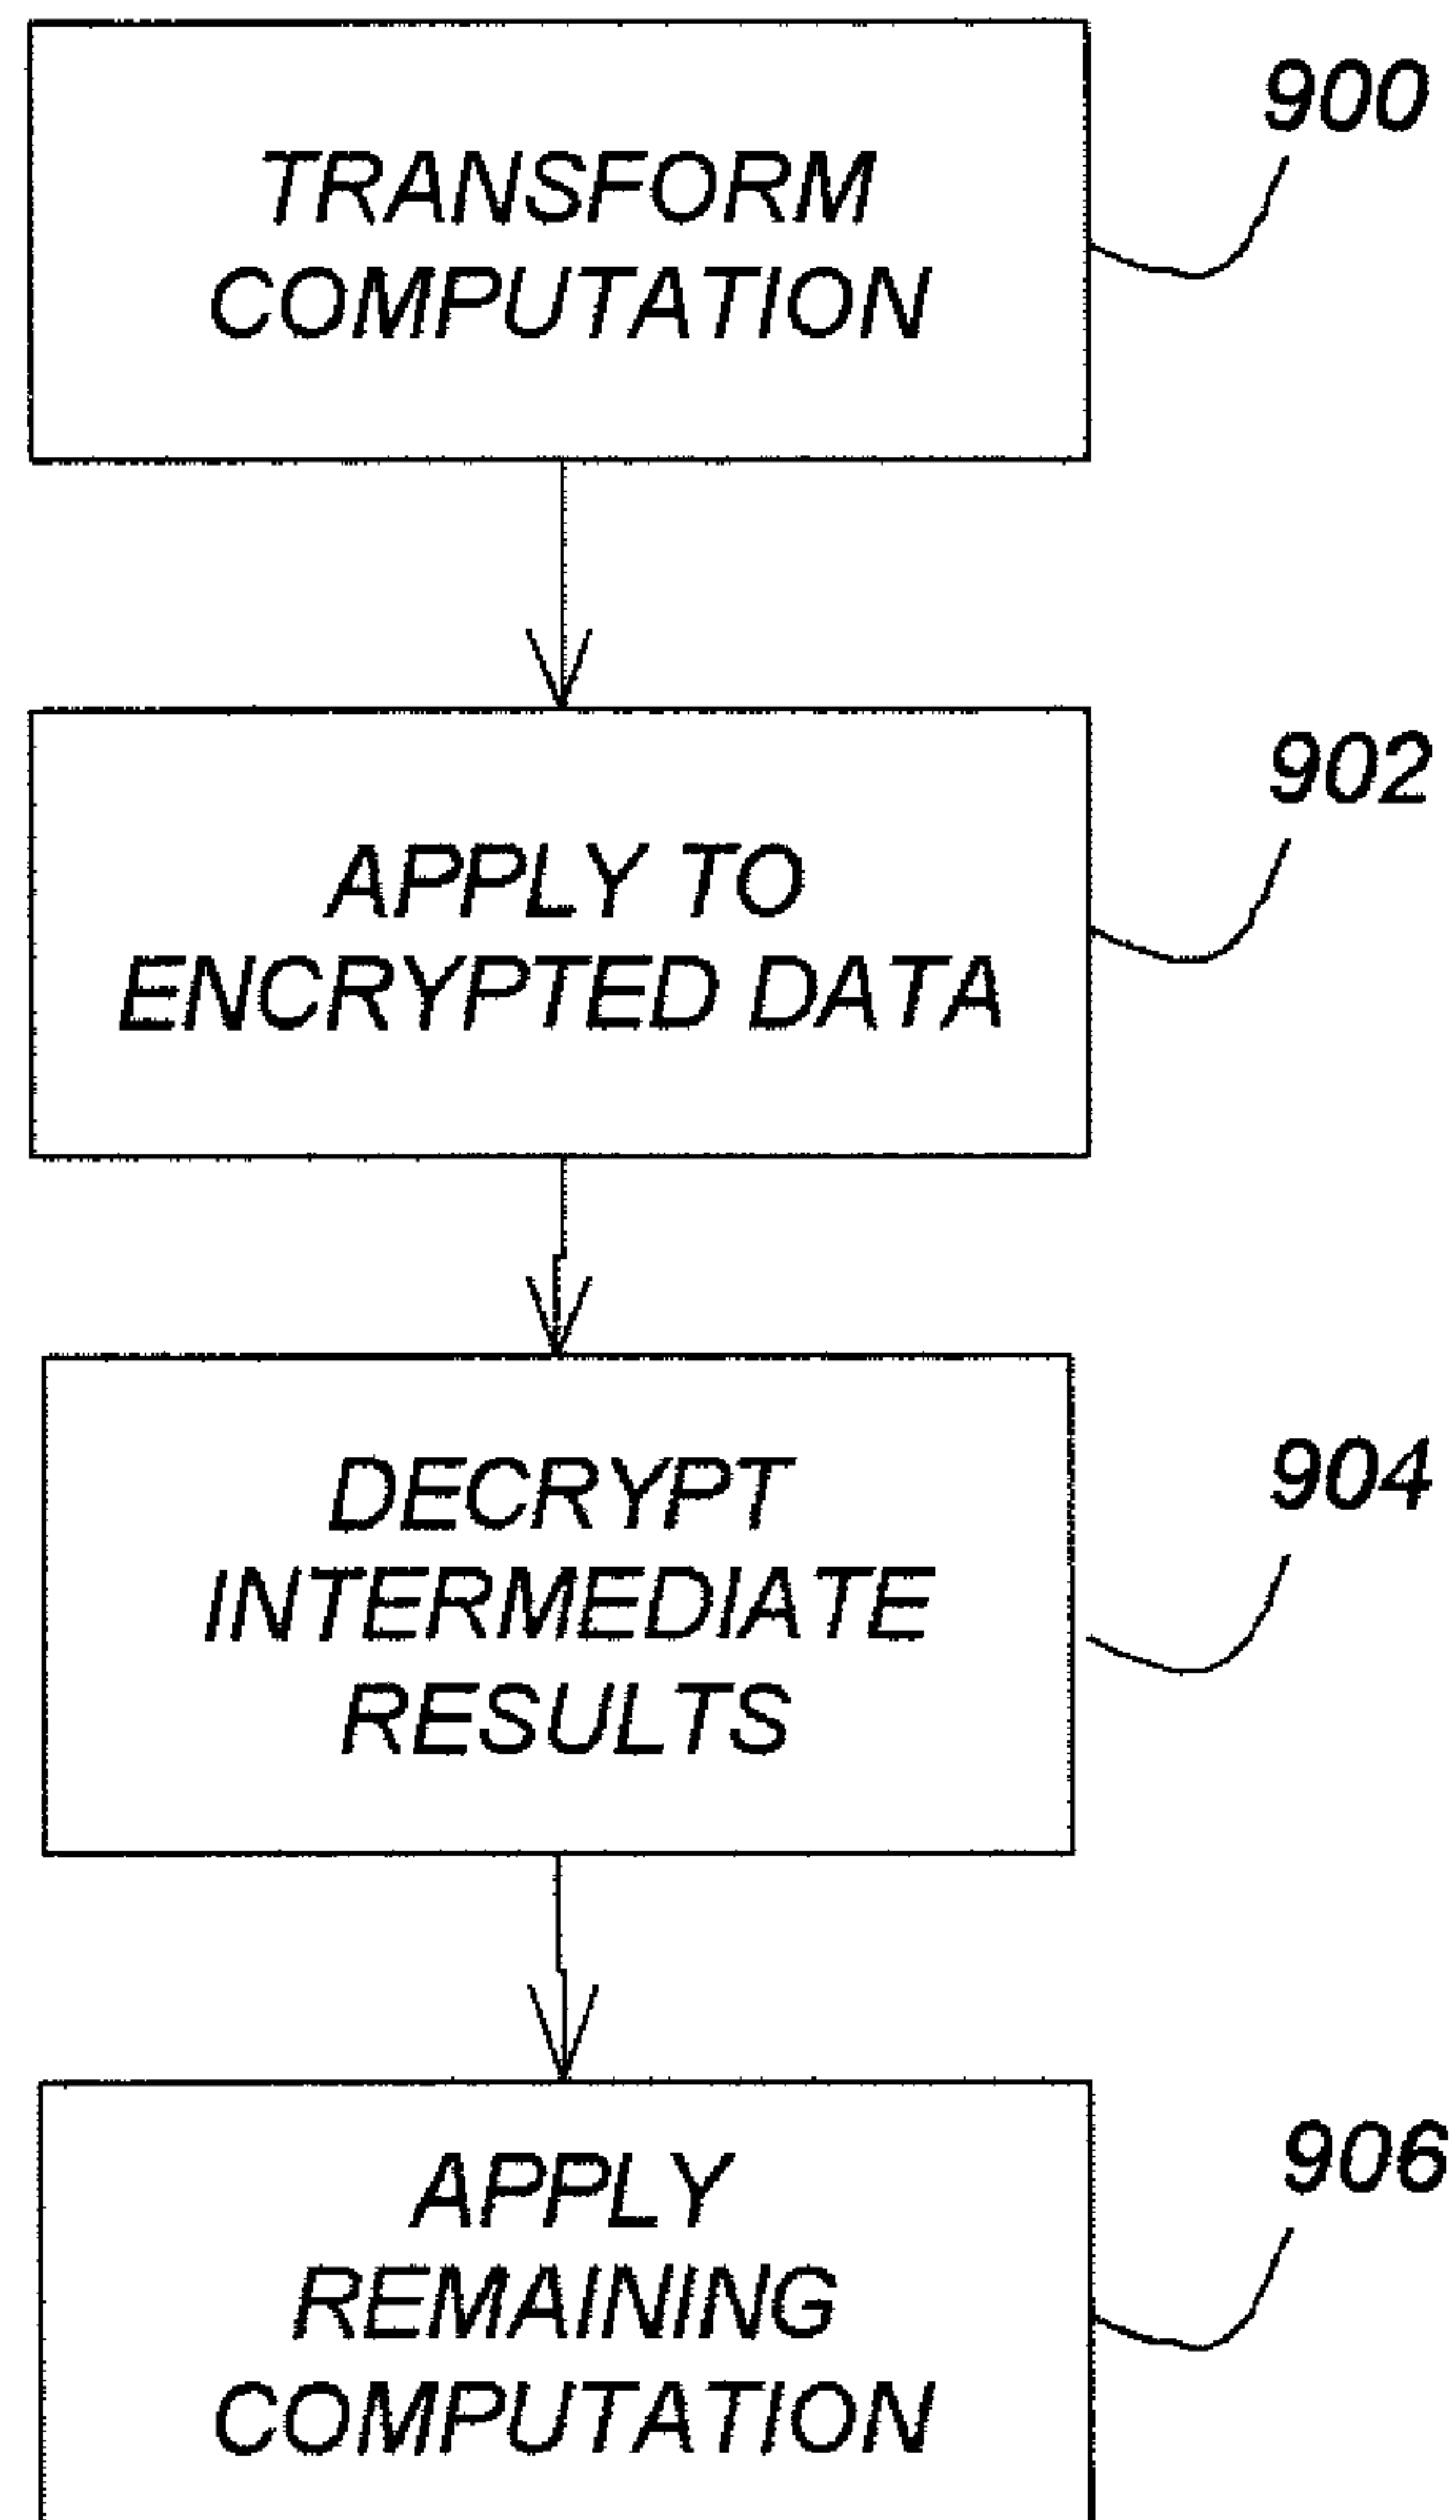 TRANSFORM
COMPUTATION
900
APPLY TO
ENCRYPTED DATA
902
DECRYPT
INTERMEDIATE
RESULTS
904
APPLY
REMAINING
COMPUTATION
906